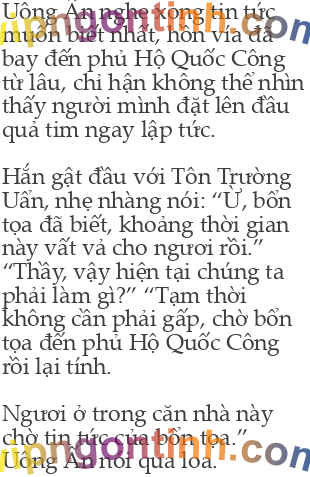 Uông Ấn nghe xong tin tức
muốn biết nhất, hồn vía đã
bay đến phủ Hộ Quốc Công
từ lâu, chỉ hận không thể nhìn
thấy người mình đặt lên đầu
quả tim ngay lập tức.
Hắn gật đầu với Tôn Trường
Uẩn, nhẹ nhàng nói: “Ừ, bổn
tọa đã biết, khoảng thời gian
này vất vả cho ngươi rồi.”
“Thầy, vậy hiện tại chúng ta
phải làm gì?” “Tạm thời
không cần phải gấp, chờ bổn
tọa đến phủ Hộ Quốc Công
rồi lại tính.
Ngươi ở trong căn nhà này
chờ tin tức của bổn tọa.”
Uông Ấn nói qua loa.
yupngontinh.com
yupngontinh.com